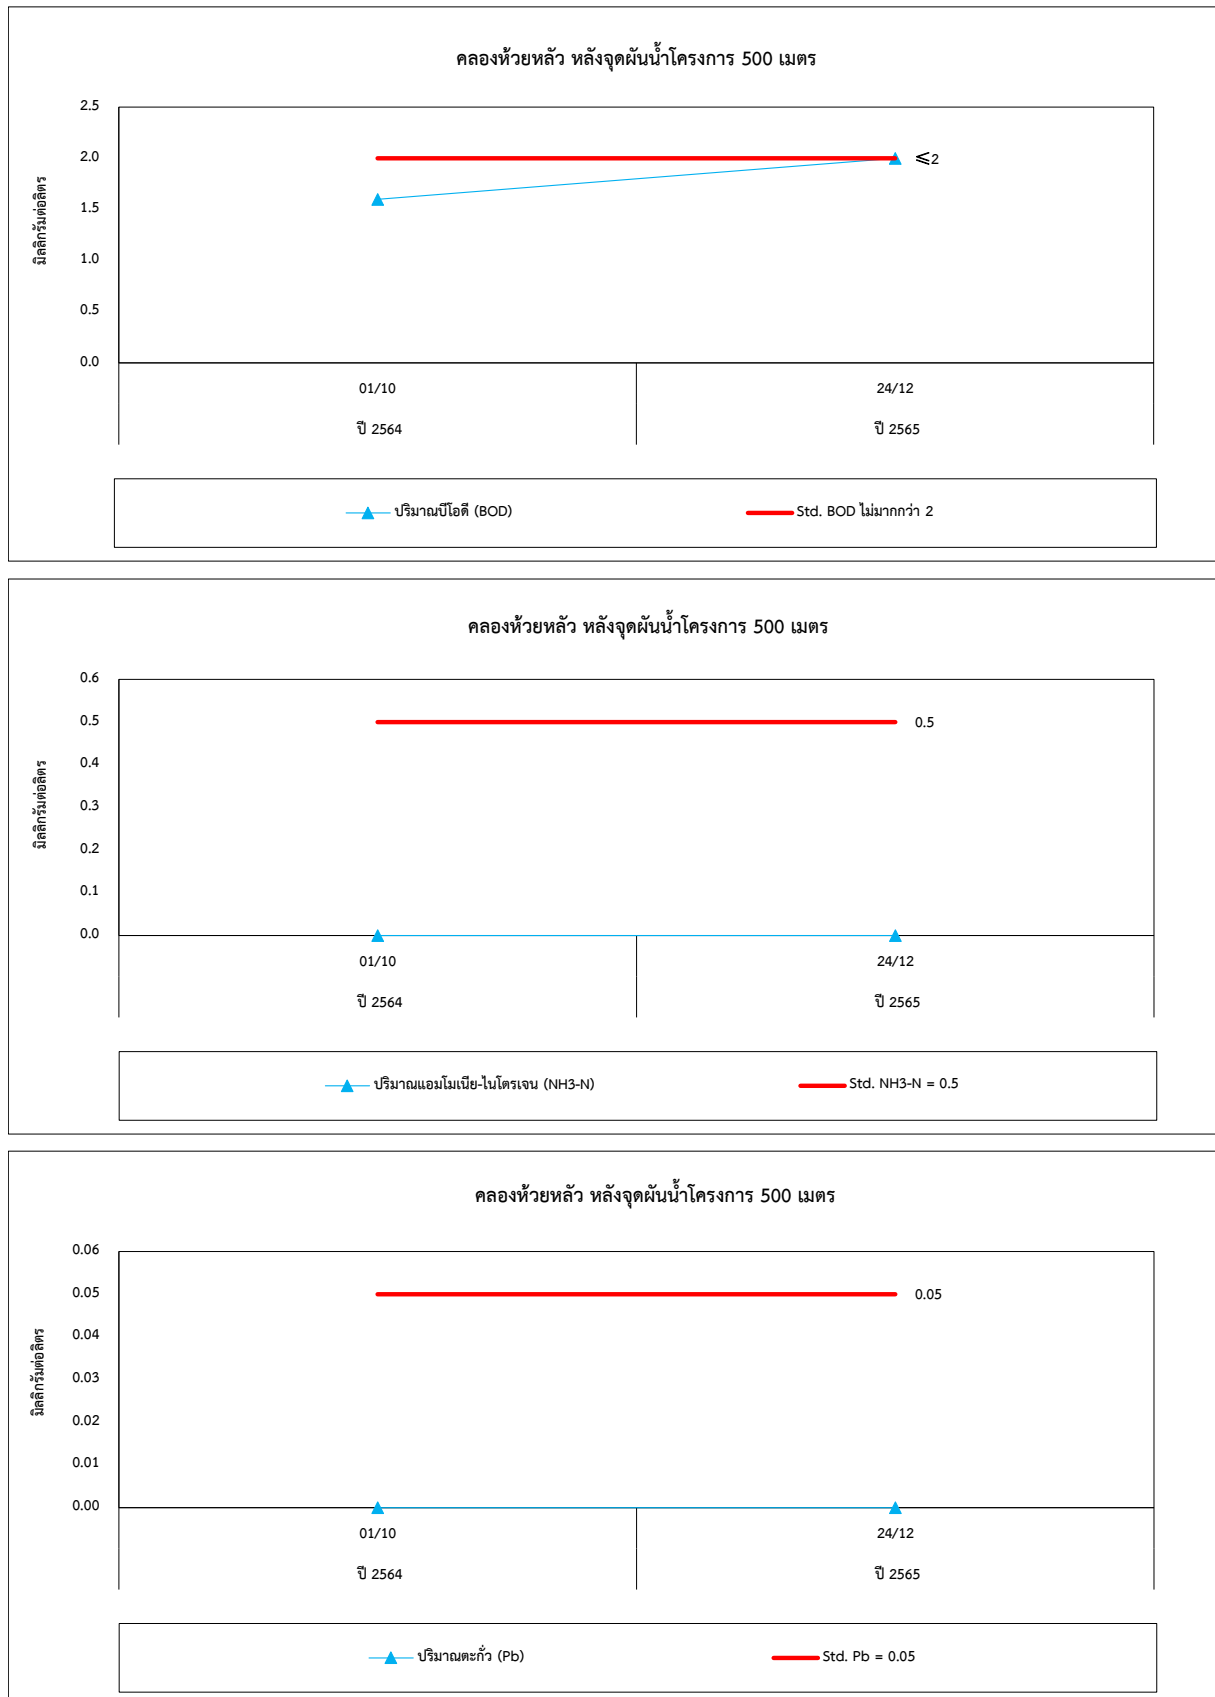 คลองห้วยหลัว หลังจุดผันน้ำโครงการ 500 เมตร
มิลลิกรัมต่อลิตร
2.5
2.0
1.5
1.0
0.5
0.0
≤2
01/10
24/12
ปี 2564
ปี 2565
ปริมาณบีโอดี (BOD)
Std. BOD ไม่มากกว่า 2
คลองห้วยหลัว หลังจุดผันน้ำโครงการ 500 เมตร
มิลลิกรัมต่อลิตร
0.6
0.5
0.4
0.3
0.2
0.1
0.0
0.5
01/10
24/12
ปี 2564
ปี 2565
ปริมาณแอมโมเนีย-ไนโตรเจน (NH3-N)
Std. NH3-N = 0.5
คลองห้วยหลัว หลังจุดผันน้ำโครงการ 500 เมตร
มิลลิกรัมต่อลิตร
0.06
0.05
0.04
0.03
0.02
0.01
0.00
0.05
01/10
24/12
ปี 2564
ปี 2565
ปริมาณตะกั่ว (Pb)
Std. Pb = 0.05